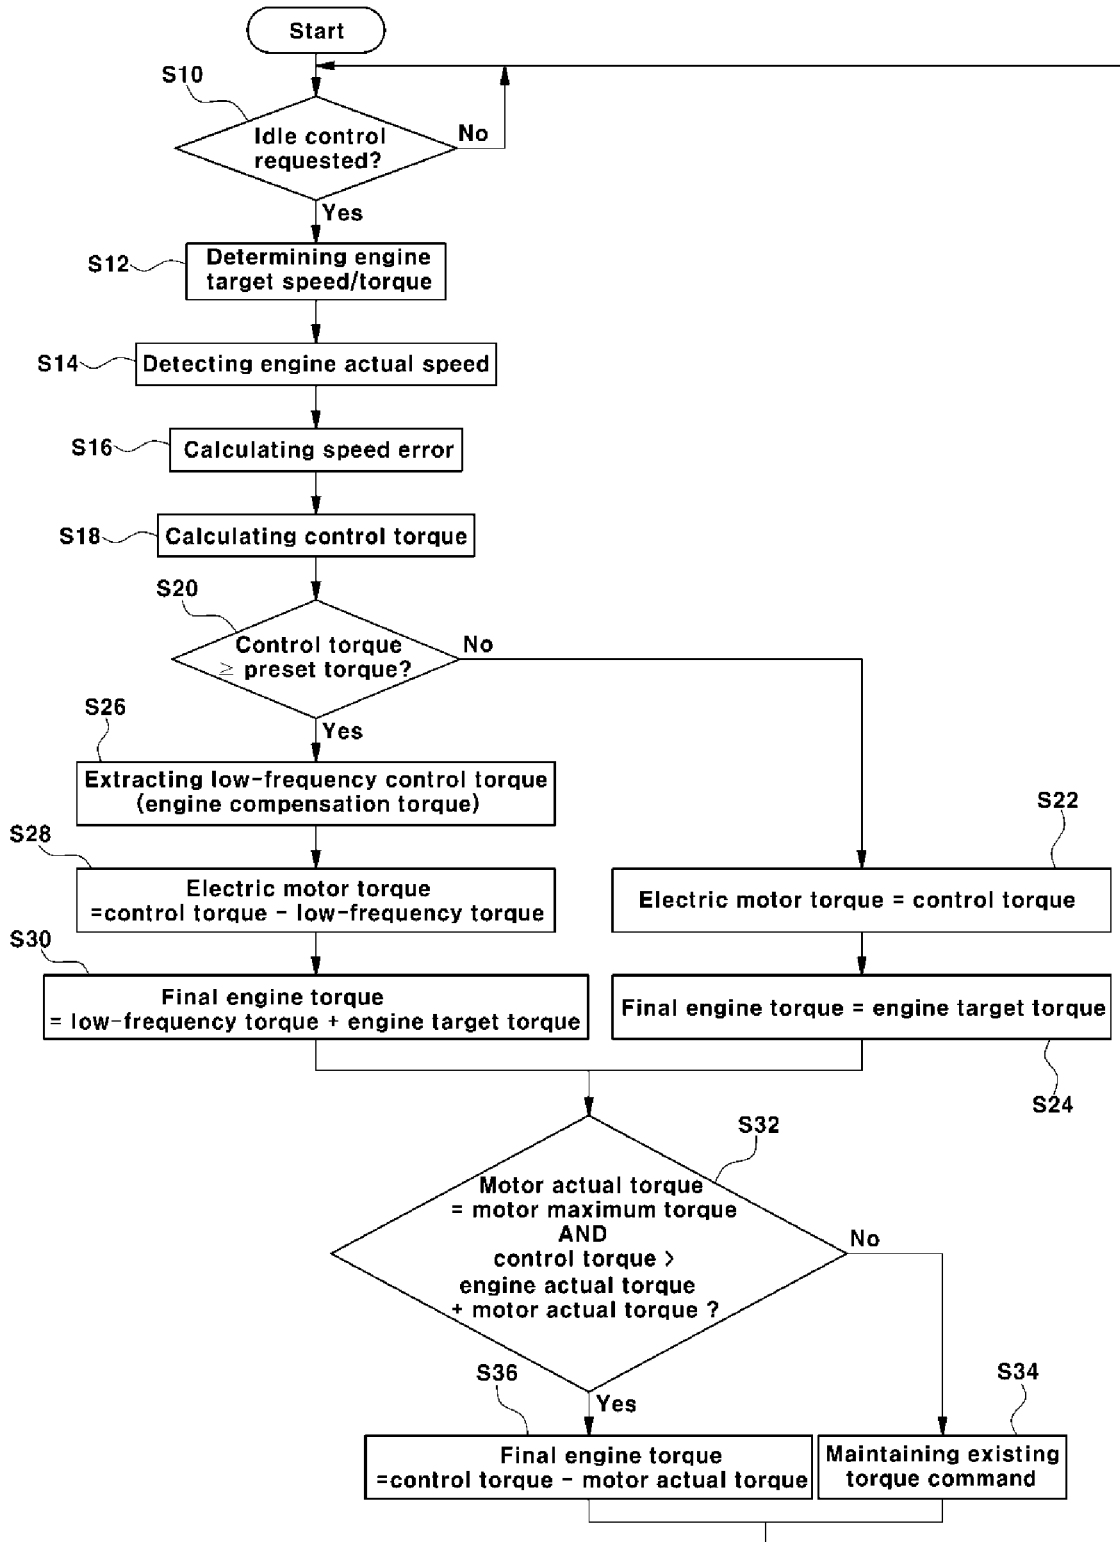 Start
S10
Idle control
requested?
No
Yes
S12
Determining engine
target speed/torque
S14
Detecting engine actual speed
S16
Calculating speed error
S18
Calculating control torque
S20
Control torque
≥ preset torque?
No
Yes
S26
Extracting low-frequency control torque
(engine compensation torque)
S28
Electric motor torque
=control torque - low-frequency torque
S22
Electric motor torque = control torque
S30
Final engine torque
= low-frequency torque + engine target torque
Final engine torque = engine target torque
S24
S32
Motor actual torque
= motor maximum torque
AND
control torque >
engine actual torque
+ motor actual torque ?
No
Yes
S36
Final engine torque
=control torque - motor actual torque
S34
Maintaining existing
torque command